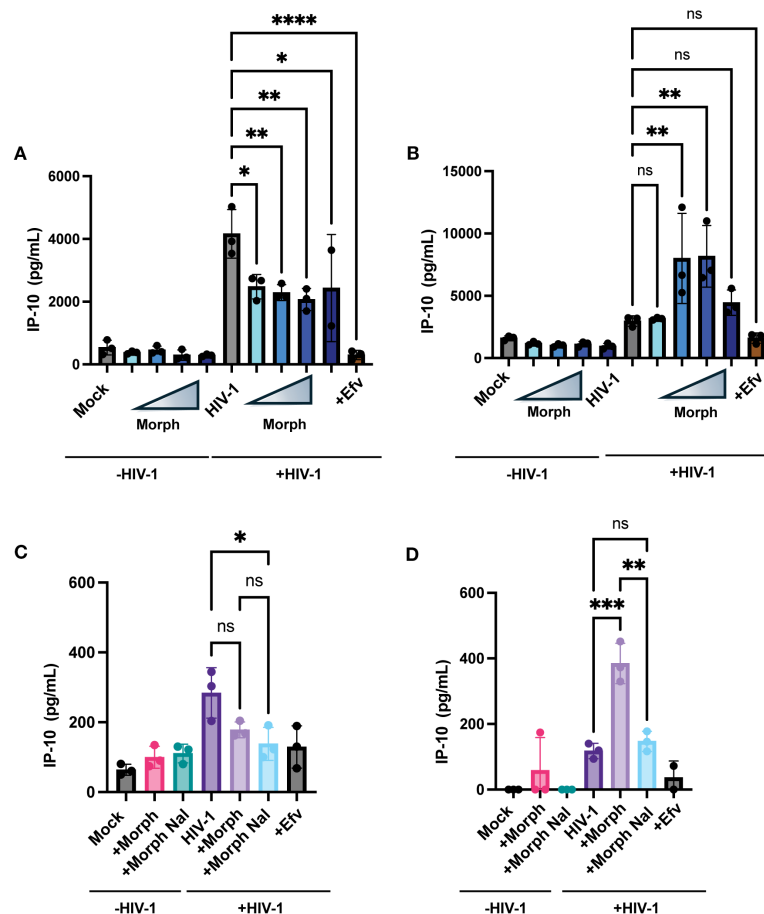 A
****
*
**
**
*
IP-10 (pg/mL)
6000
4000
2000
0
Mock
Morph
HIV-1
Morph
+Efv
-HIV-1
+HIV-1
B
ns
ns
**
**
ns
IP-10 (pg/mL)
15000
10000
5000
0
Mock
Morph
HIV-1
Morph
+Efv
-HIV-1
+HIV-1
C
*
ns
ns
IP-10 (pg/mL)
600
400
200
0
Mock
+Morph
+Morph Nal
HIV-1
+Morph
+Morph Nal
+Efv
-HIV-1
+HIV-1
D
ns
**
***
IP-10 (pg/mL)
600
400
200
0
Mock
+Morph
+Morph Nal
HIV-1
+Morph
+Morph Nal
+Efv
-HIV-1
+HIV-1